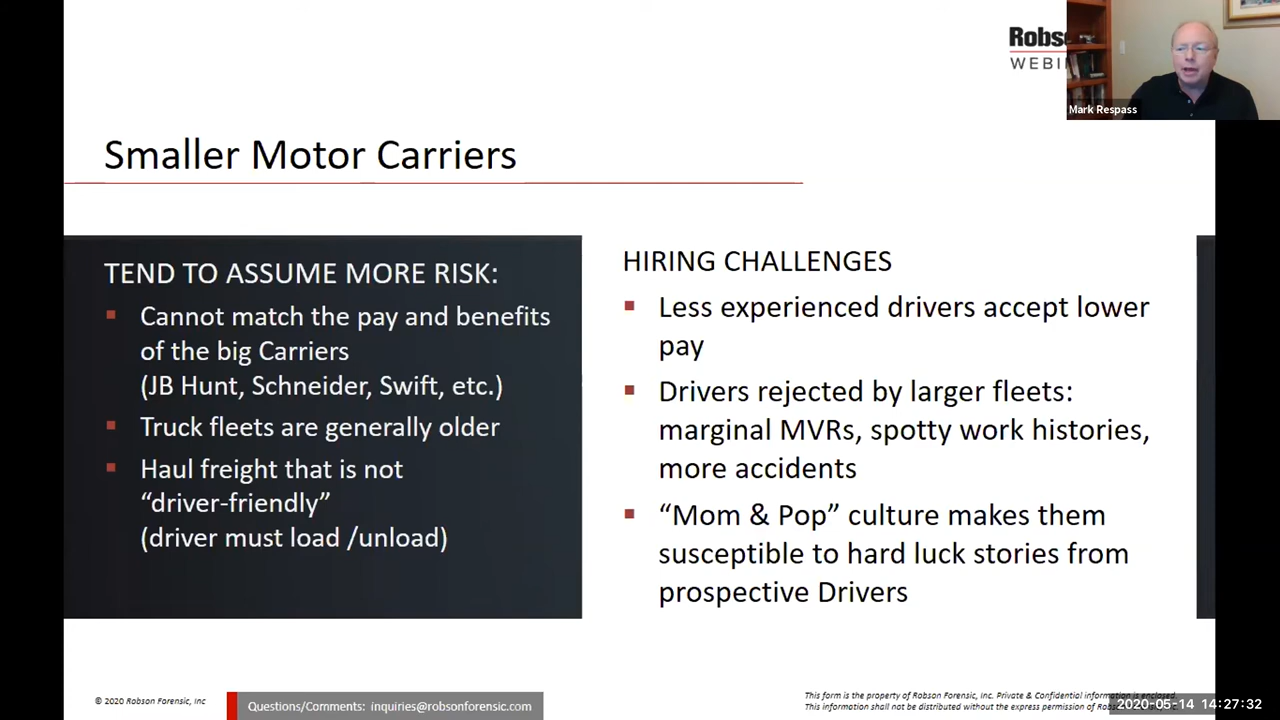 Robs
WEBI
Mark Respass
Smaller Motor Carriers
TEND TO ASSUME MORE RISK:
Cannot match the pay and benefits
of the big Carriers
(JB Hunt, Schneider, Swift, etc.)
Truck fleets are generally older
Haul freight that is not
“driver-friendly”
(driver must load /unload)
HIRING CHALLENGES
Less experienced drivers accept lower
pay
Drivers rejected by larger fleets:
marginal MVRs, spotty work histories,
more accidents
“Mom & Pop” culture makes them
susceptible to hard luck stories from
prospective Drivers
© 2020 Robson Forensic, Inc
Questions/Comments: inquiries@robsonforensic.com
This form is the property of Robson Forensic, Inc. Private & Confidential information is enclosed.
This information shall not be distributed without the express permission of Robson
2020-05-14 14:27:32